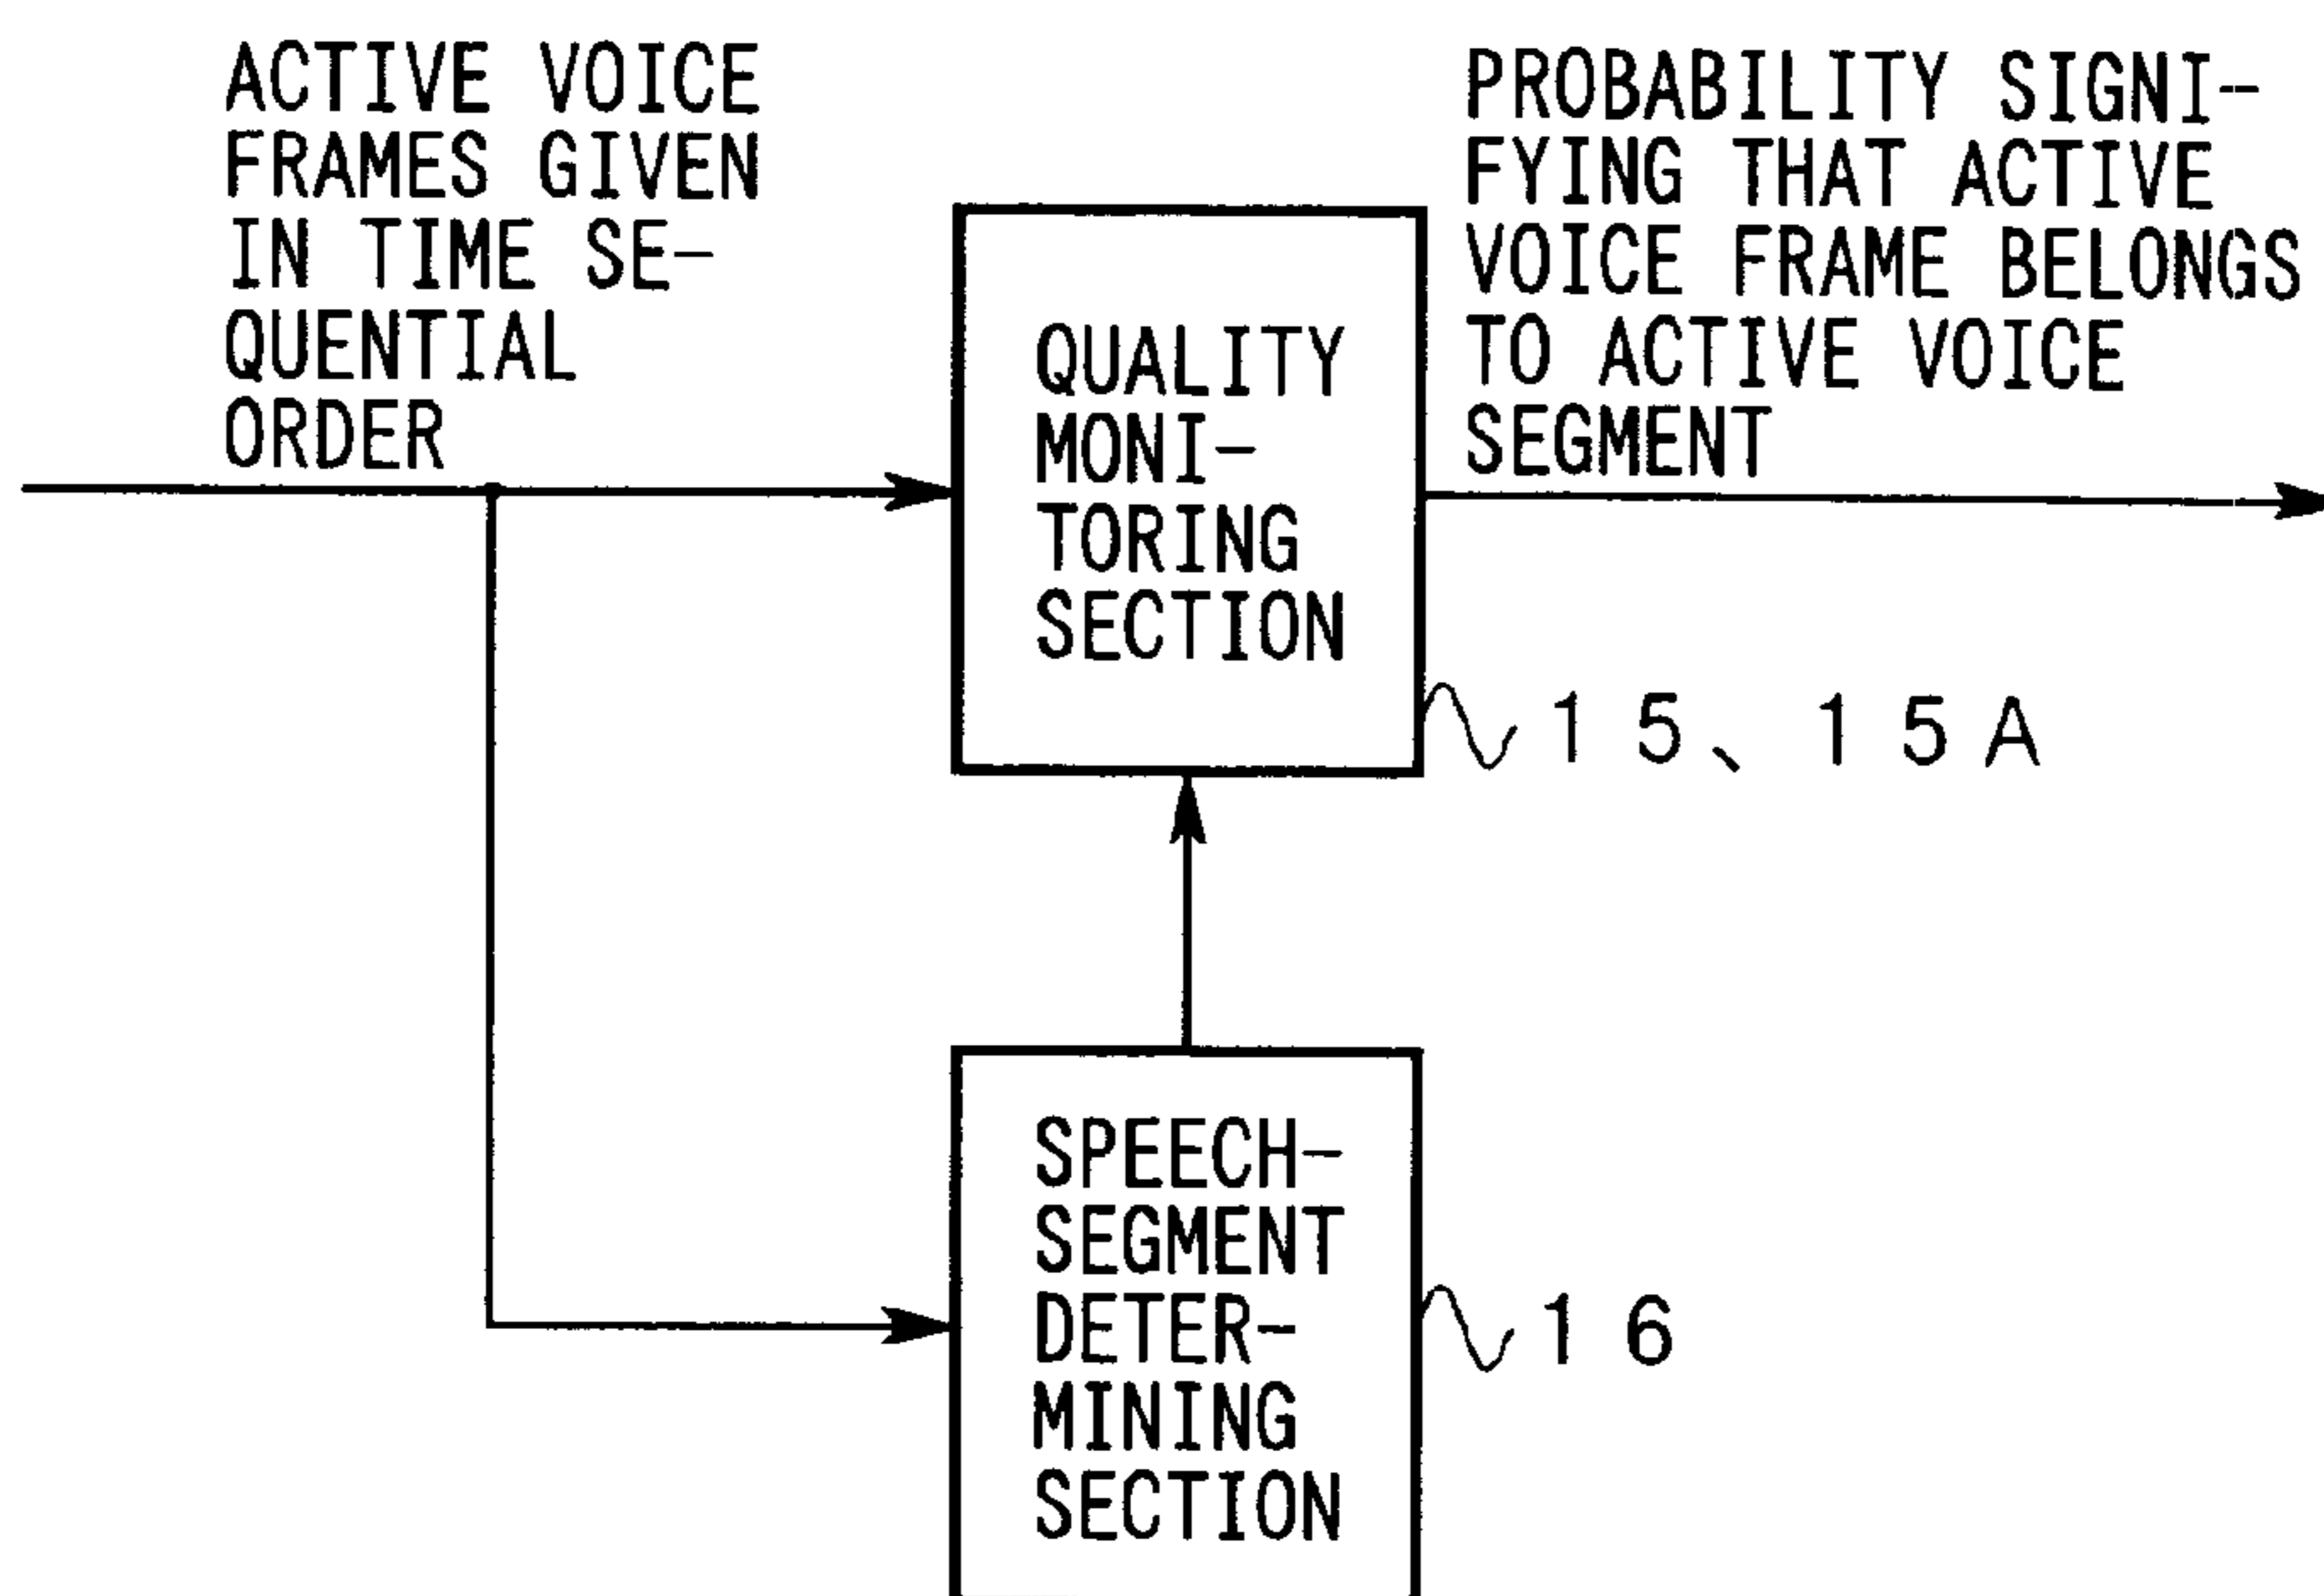 ACTIVE VOICE
FRAMES GIVEN
IN TIME SE-
QUENTIAL
ORDER
PROBABILITY SIGNI-
FYING THAT ACTIVE
VOICE FRAME BELONGS
TO ACTIVE VOICE
SEGMENT
QUALITY
MONI-
TORING
SECTION
15、15A
SPEECH-
SEGMENT
DETER-
MINING
SECTION
16